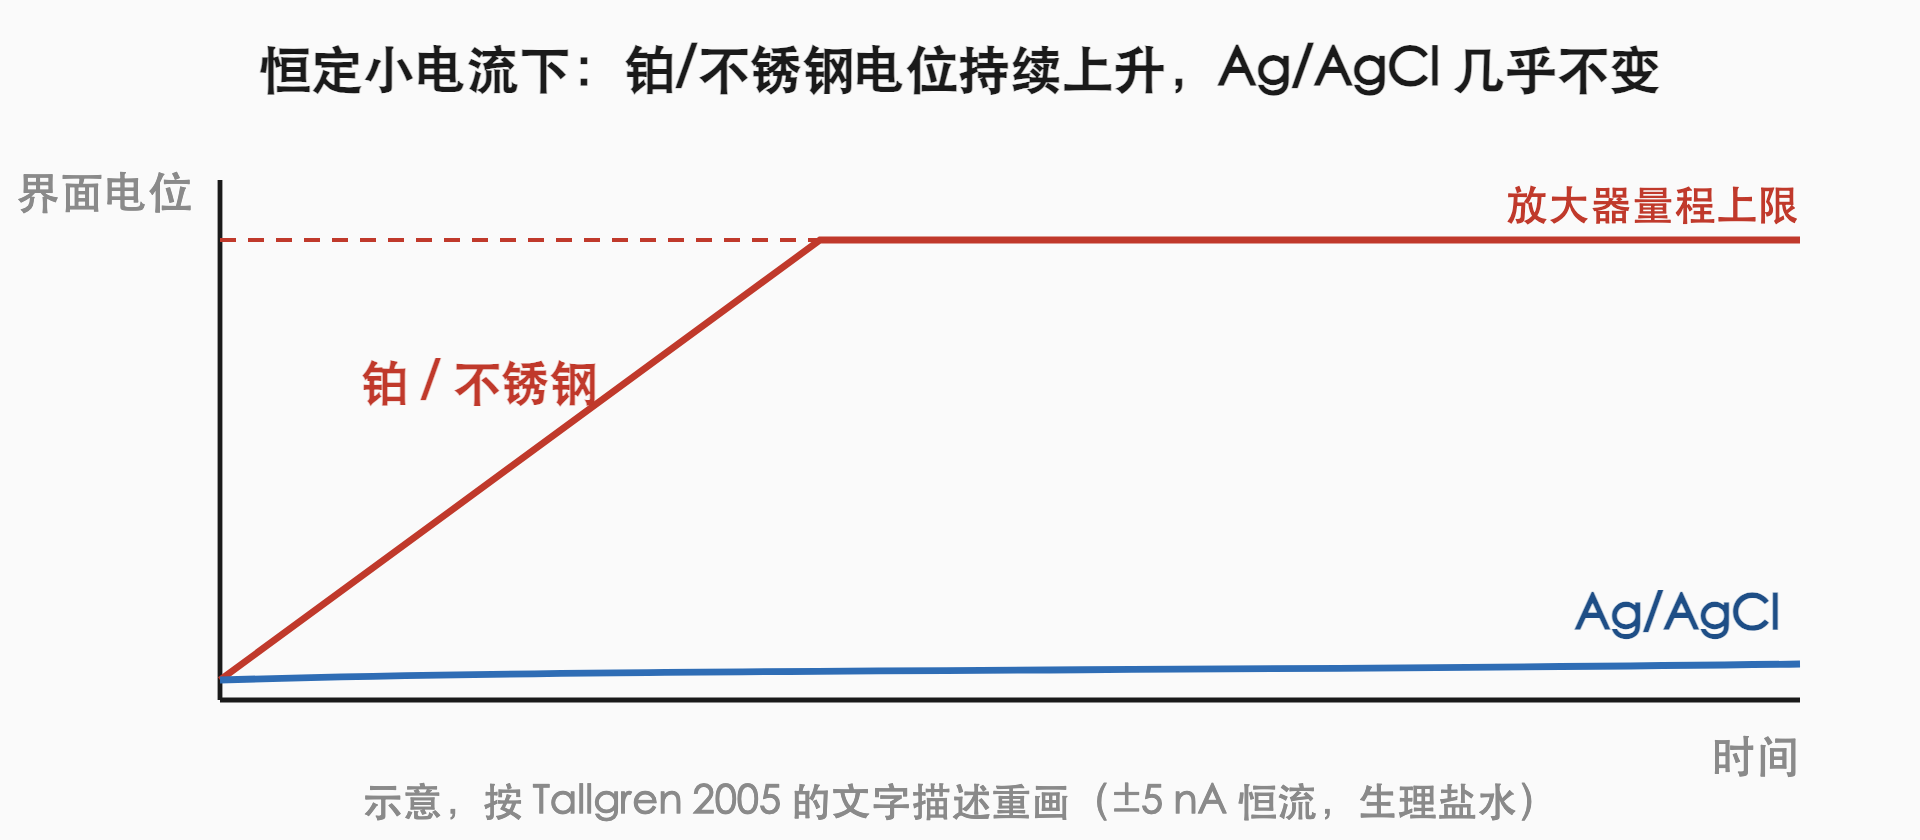 恒定小电流下：铂/不锈钢电位持续上升，Ag/AgCl 几乎不变
界面电位
放大器量程上限
铂 / 不锈钢
Ag/AgCl
时间
示意，按 Tallgren 2005 的文字描述重画（±5 nA 恒流，生理盐水）